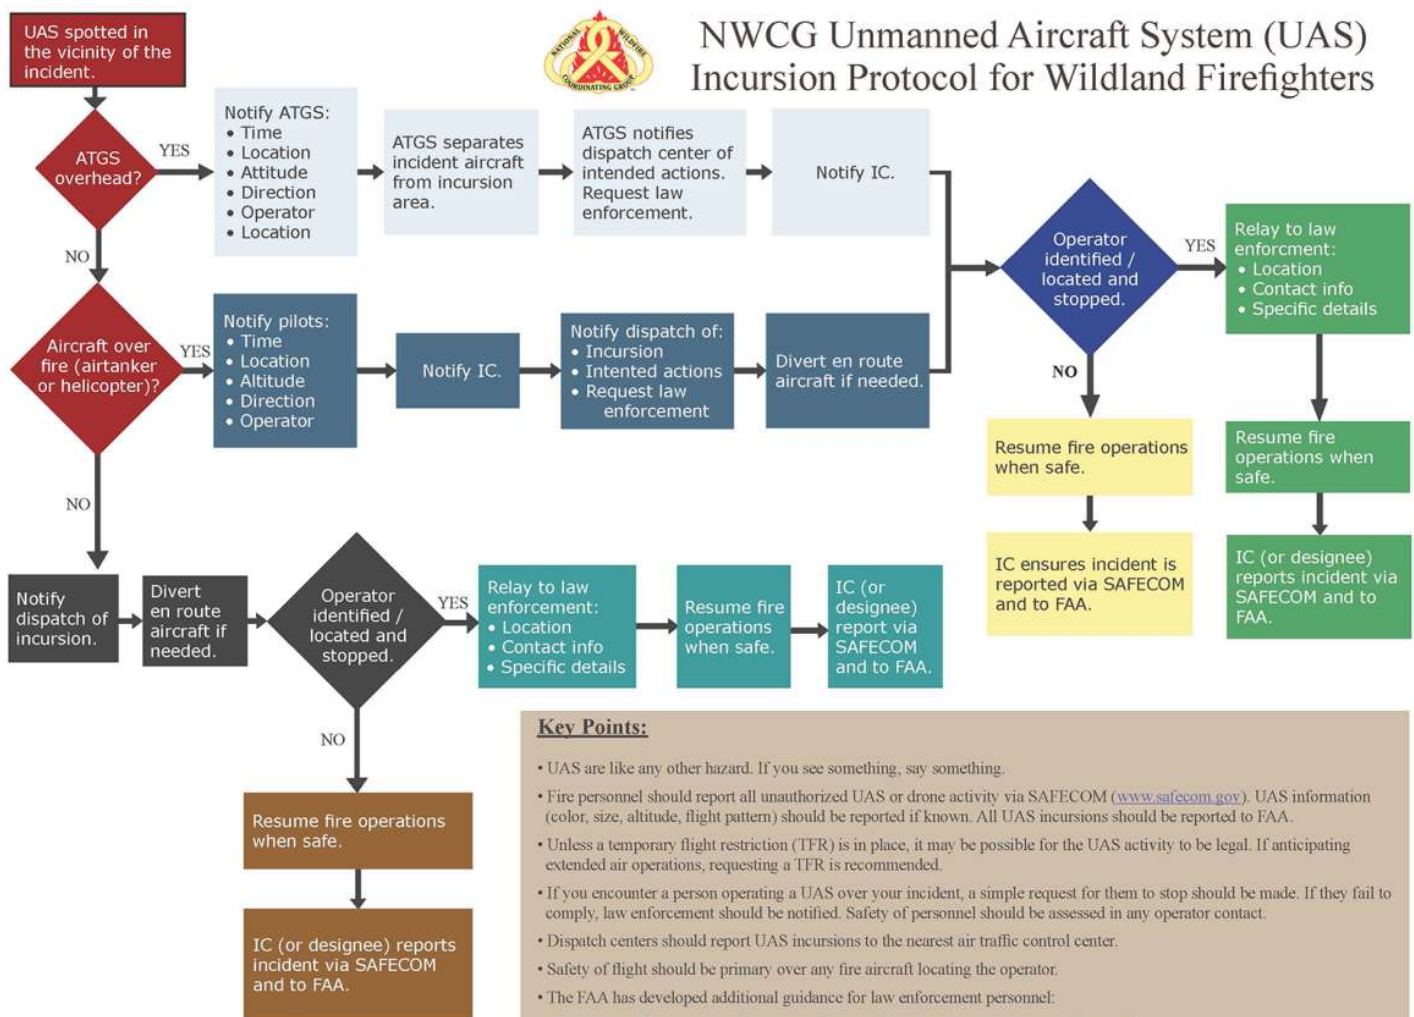 NWCG Unmanned Aircraft System (UAS)
Incursion Protocol for Wildland Firefighters
NATIONAL WILDFIRE
COORDINATING GROUP
UAS spotted
in the vicinity of the
incident.
ATGS
overhead?
YES
Notify ATGS:
• Time
• Location
• Attitude
• Direction
• Operator
• Location
ATGS separates
incident aircraft
from incursion
area.
ATGS notifies
dispatch center of
intended actions.
Request law
enforcement.
Notify IC.
NO
Aircraft over
fire (airtanker
or helicopter)?
YES
Notify pilots:
• Time
• Location
• Altitude
• Direction
• Operator
Notify IC.
Notify dispatch of:
• Incursion
• Intented actions
• Request law
enforcement
Divert en route
aircraft if needed.
Operator
identified /
located and
stopped.
YES
Relay to law
enforcment:
• Location
• Contact info
• Specific details
Resume fire
operations when
safe.
IC (or designee)
reports incident via
SAFECOM and to
FAA.
NO
Resume fire operations
when safe.
IC ensures incident is
reported via SAFECOM
and to FAA.
NO
Notify
dispatch of
incursion.
Divert
en route
aircraft if
needed.
Operator
identified /
located and
stopped.
YES
Relay to law
enforcement:
• Location
• Contact info
• Specific details
Resume fire
operations
when safe.
IC (or
designee)
report via
SAFECOM
and to FAA.
NO
Resume fire operations
when safe.
IC (or designee) reports
incident via SAFECOM
and to FAA.
Key Points:
• UAS are like any other hazard. If you see something, say something.
• Fire personnel should report all unauthorized UAS or drone activity via SAFECOM (www.safecom.gov). UAS information
(color, size, altitude, flight pattern) should be reported if known. All UAS incursions should be reported to FAA.
• Unless a temporary flight restriction (TFR) is in place, it may be possible for the UAS activity to be legal. If anticipating
extended air operations, requesting a TFR is recommended.
• If you encounter a person operating a UAS over your incident, a simple request for them to stop should be made. If they fail to
comply, law enforcement should be notified. Safety of personnel should be assessed in any operator contact.
• Dispatch centers should report UAS incursions to the nearest air traffic control center.
• Safety of flight should be primary over any fire aircraft locating the operator.
• The FAA has developed additional guidance for law enforcement personnel: